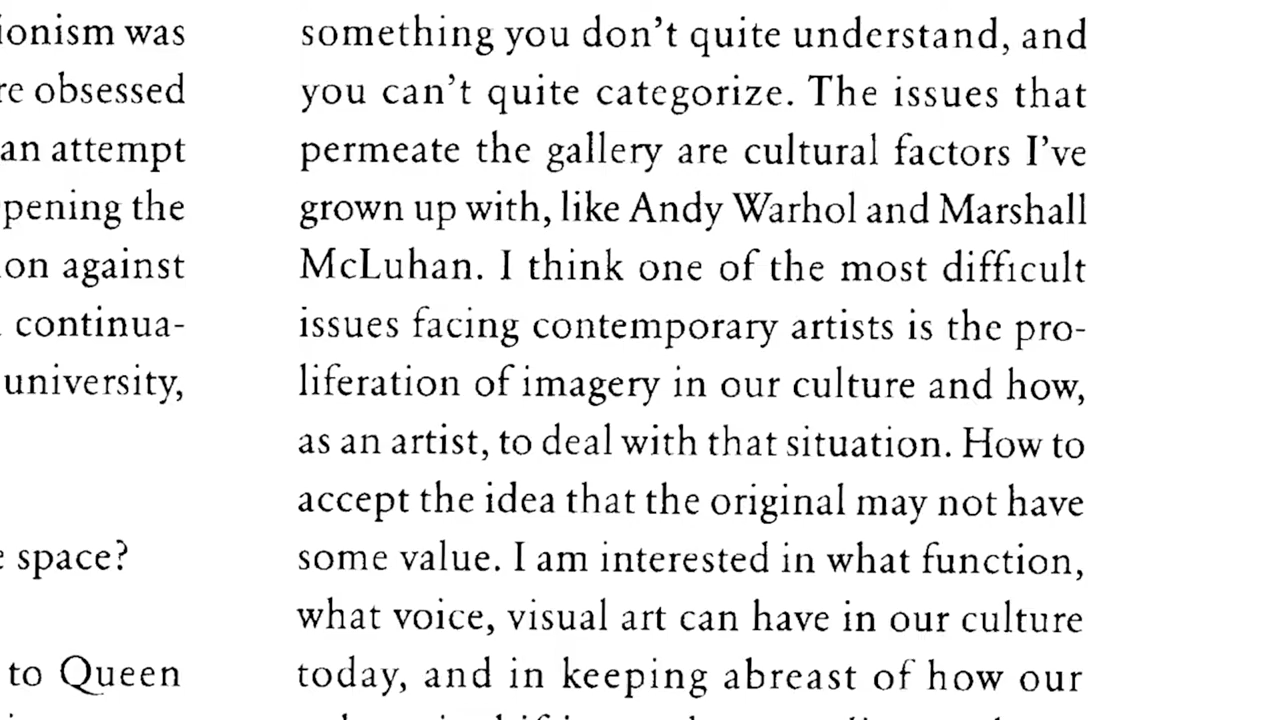 ionism was
re obsessed
an attempt
pening the
on against
continua-
university,
space?
to Queen
something you don't quite understand, and
you can't quite categorize. The issues that
permeate the gallery are cultural factors I've
grown up with, like Andy Warhol and Marshall
McLuhan. I think one of the most difficult
issues facing contemporary artists is the pro-
liferation of imagery in our culture and how,
as an artist, to deal with that situation. How to
accept the idea that the original may not have
some value. I am interested in what function,
what voice, visual art can have in our culture
today, and in keeping abreast of how our